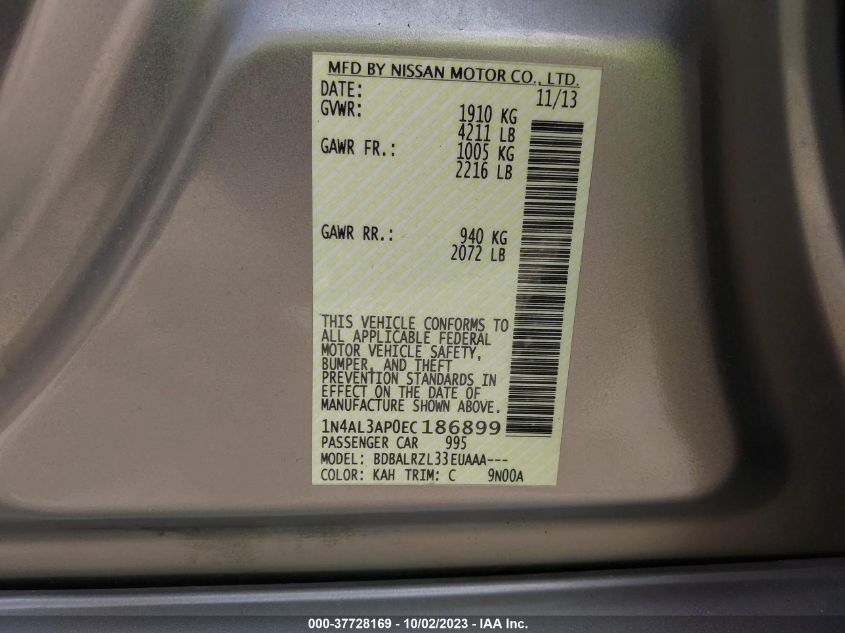 MFD BY NISSAN MOTOR CO., LTD.
DATE: 11/13
GVWR: 1910 KG
4211 LB
GAWR FR.: 1005 KG
2216 LB
GAWR RR.: 940 KG
2072 LB
THIS VEHICLE CONFORMS TO
ALL APPLICABLE FEDERAL
MOTOR VEHICLE SAFETY,
BUMPER, AND THEFT
PREVENTION STANDARDS IN
EFFECT ON THE DATE OF
MANUFACTURE SHOWN ABOVE.
1N4AL3AP0EC186899
PASSENGER CAR 995
MODEL: BDBALRZL33EUAAA---
COLOR: KAH TRIM: C 9N00A
000-37728169 - 10/02/2023 - IAA Inc.